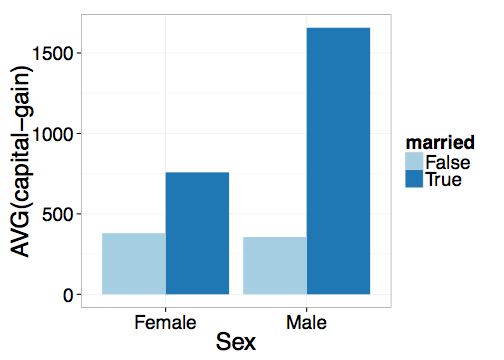 AVG(capital−gain)
1500
1000
500
0
Female
Male
Sex
married
False
True